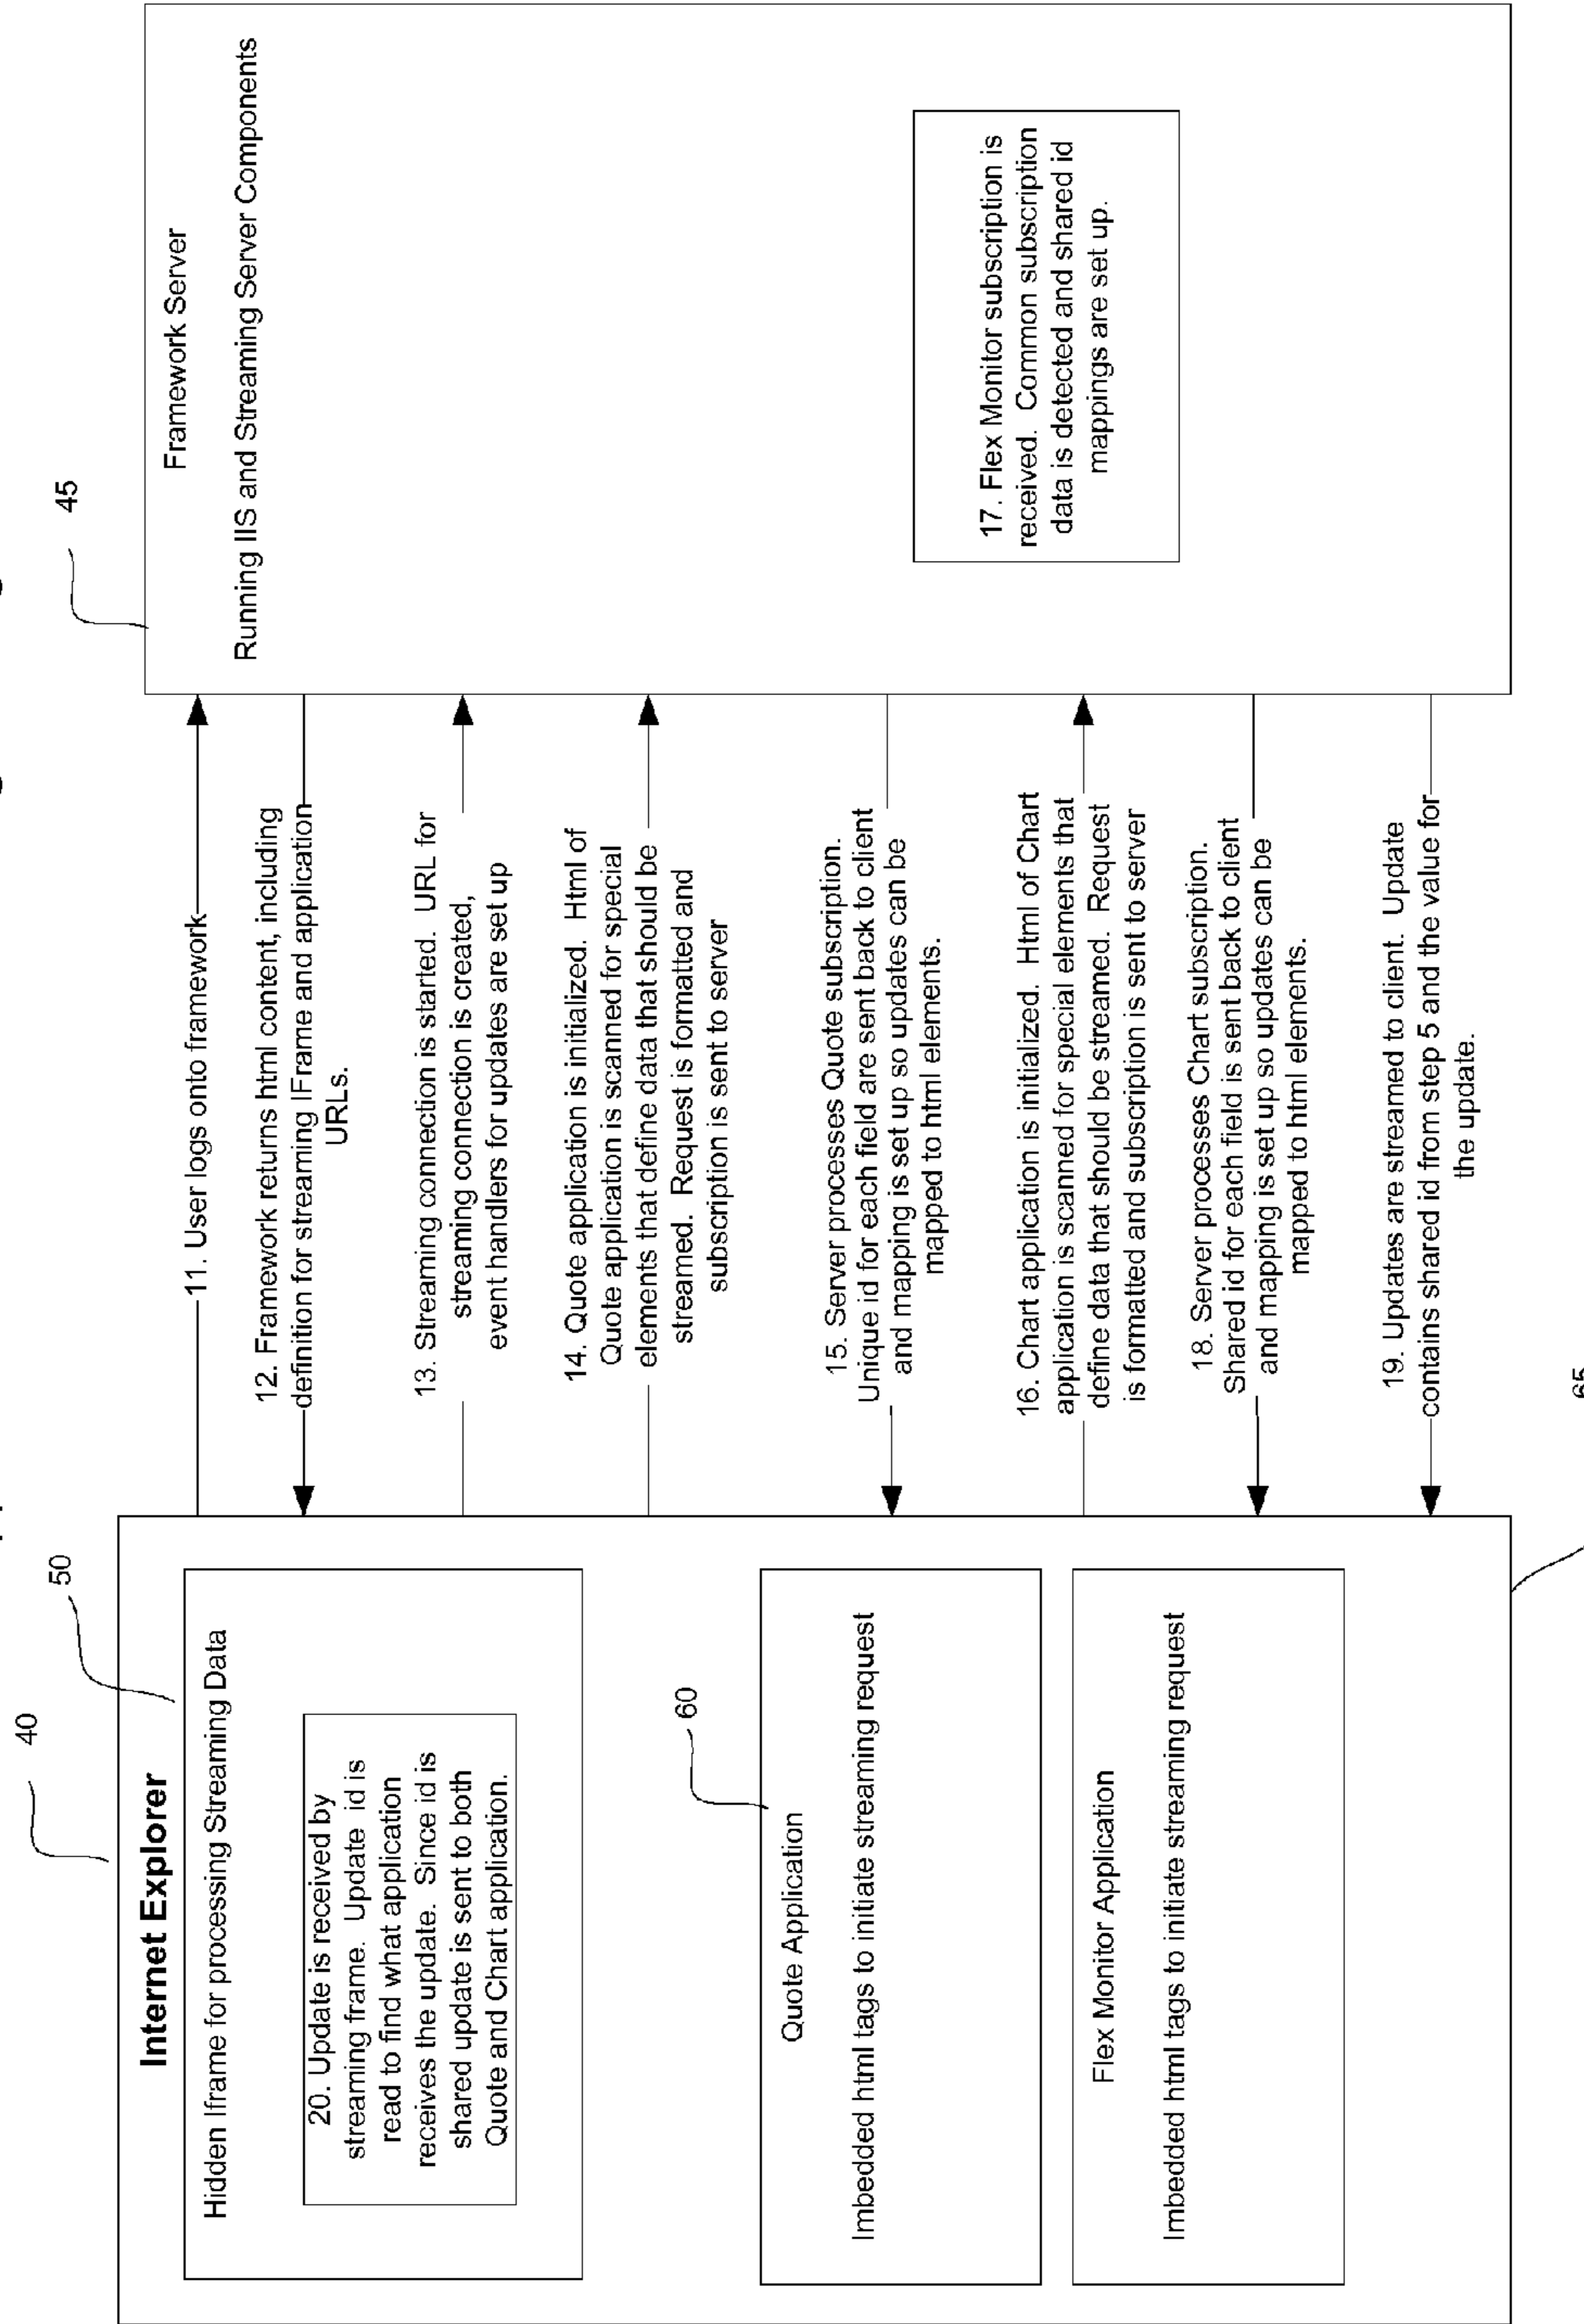 40
50
Internet Explorer
Hidden Iframe for processing Streaming Data
20. Update is received by
streaming frame. Update id is
read to find what application
receives the update. Since id is
shared update is sent to both
Quote and Chart application.
60
Quote Application
Imbedded html tags to initiate streaming request
Flex Monitor Application
Imbedded html tags to initiate streaming request
65
11. User logs onto framework
12. Framework returns html content, including
definition for streaming IFrame and application
URLs.
13. Streaming connection is started. URL for
streaming connection is created,
event handlers for updates are set up
14. Quote application is initialized. Html of
Quote application is scanned for special
elements that define data that should be
streamed. Request is formatted and
subscription is sent to server
15. Server processes Quote subscription.
Unique id for each field are sent back to client
and mapping is set up so updates can be
mapped to html elements.
16. Chart application is initialized. Html of Chart
application is scanned for special elements that
define data that should be streamed. Request
is formatted and subscription is sent to server
18. Server processes Chart subscription.
Shared id for each field is sent back to client
and mapping is set up so updates can be
mapped to html elements.
19. Updates are streamed to client. Update
contains shared id from step 5 and the value for
the update.
45
Framework Server
Running IIS and Streaming Server Components
17. Flex Monitor subscription is
received. Common subscription
data is detected and shared id
mappings are set up.